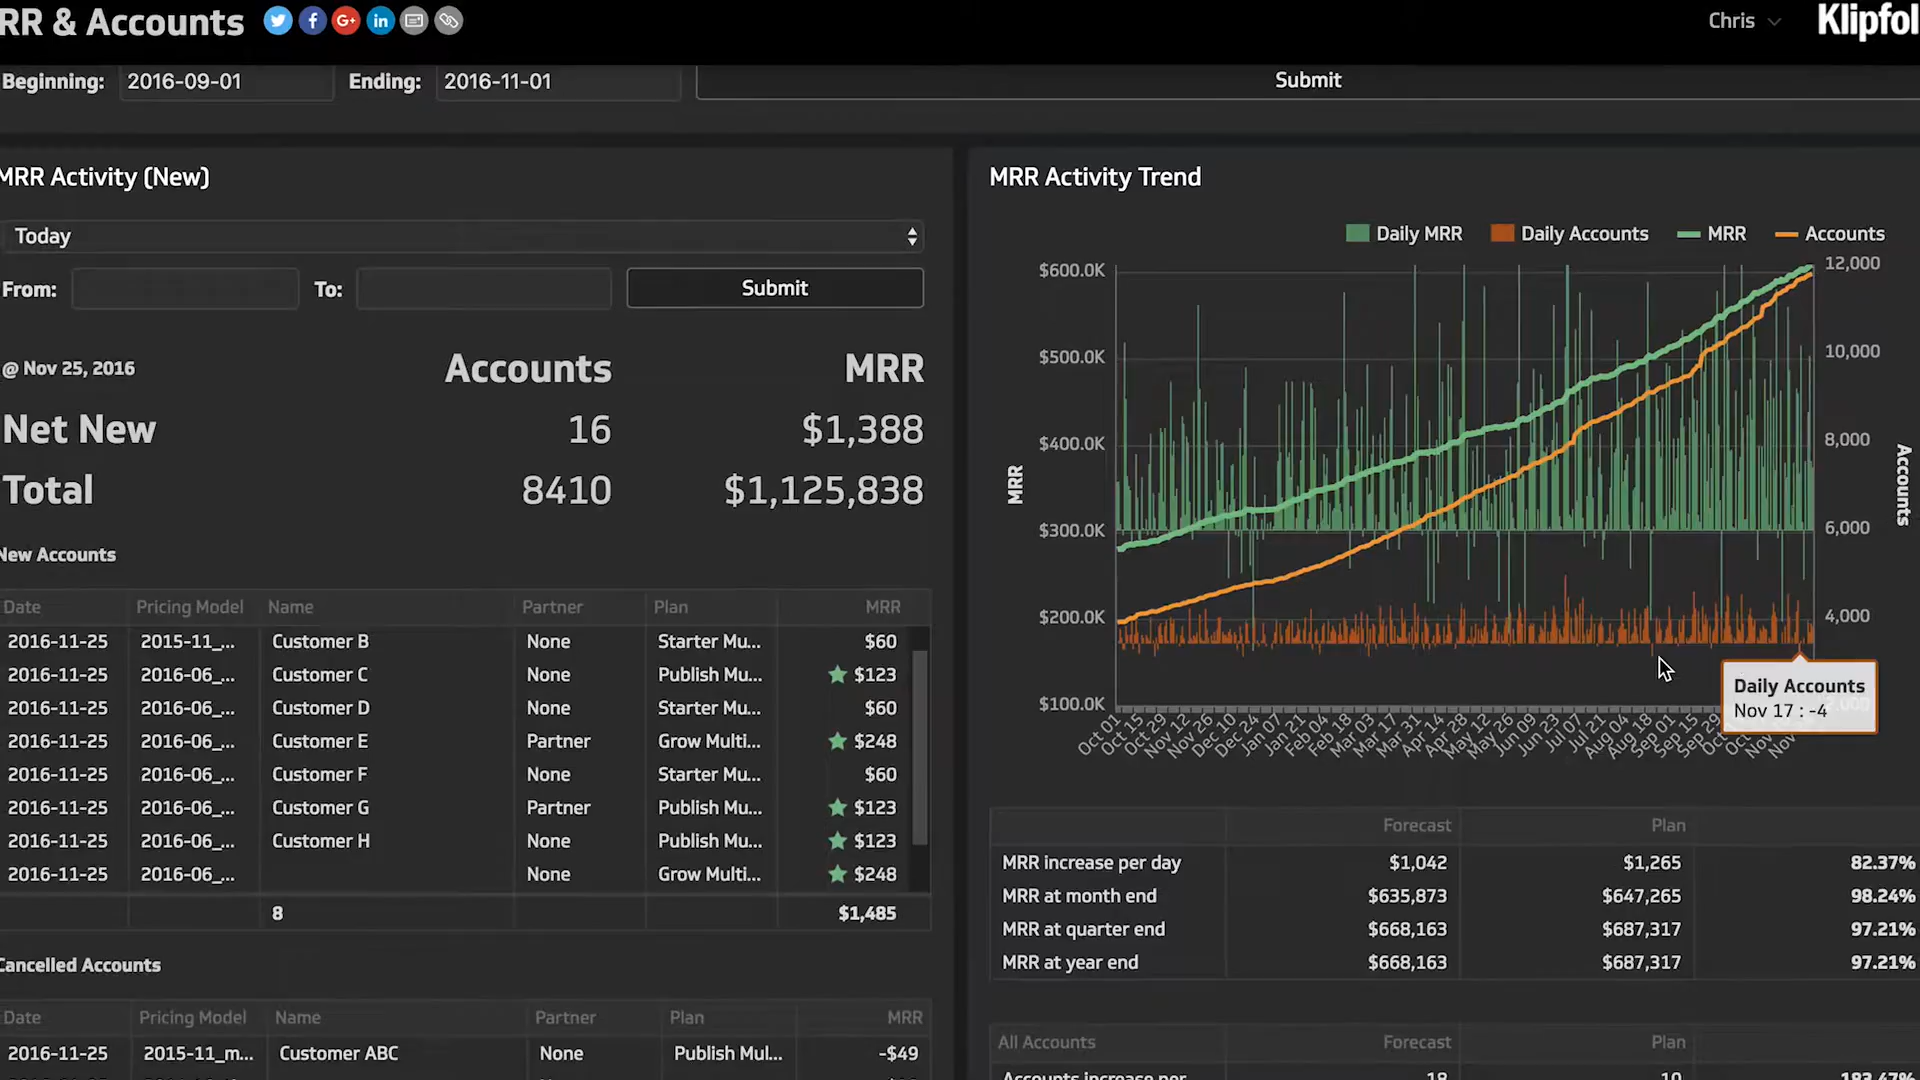 RR & Accounts
Chris
Klipfol
Beginning: 2016-09-01 Ending: 2016-11-01 Submit
MRR Activity (New)
Today
From: To: Submit
@ Nov 25, 2016 Accounts MRR
Net New 16 $1,388
Total 8410 $1,125,838
New Accounts
Date Pricing Model Name Partner Plan MRR
2016-11-25 2015-11_... Customer B None Starter Mu... $60
2016-11-25 2016-06_... Customer C None Publish Mu... $123
2016-11-25 2016-06_... Customer D None Starter Mu... $60
2016-11-25 2016-06_... Customer E Partner Grow Multi... $248
2016-11-25 2016-06_... Customer F None Starter Mu... $60
2016-11-25 2016-06_... Customer G Partner Publish Mu... $123
2016-11-25 2016-06_... Customer H None Publish Mu... $123
2016-11-25 2016-06_... None Grow Multi... $248
8 $1,485
Cancelled Accounts
Date Pricing Model Name Partner Plan MRR
2016-11-25 2015-11_m... Customer ABC None Publish Mul... -$49
MRR Activity Trend
Daily MRR Daily Accounts MRR Accounts
$600.0K 12,000
$500.0K 10,000
$400.0K 8,000
MRR
Accounts
$300.0K 6,000
$200.0K 4,000
$100.0K
Daily Accounts
Nov 17 : -4
Oct 01 Oct 15 Oct 29 Nov 12 Nov 26 Dec 10 Dec 24 Jan 07 Jan 21 Feb 04 Feb 18 Mar 03 Mar 17 Mar 31 Apr 14 Apr 28 May 12 May 26 Jun 09 Jun 23 Jul 07 Jul 21 Aug 04 Aug 18 Sep 01 Sep 15 Sep 29 Oct Oct Nov Nov
Forecast Plan
MRR increase per day $1,042 $1,265 82.37%
MRR at month end $635,873 $647,265 98.24%
MRR at quarter end $668,163 $687,317 97.21%
MRR at year end $668,163 $687,317 97.21%
All Accounts Forecast Plan
Accounts increase per 18 10 183.47%